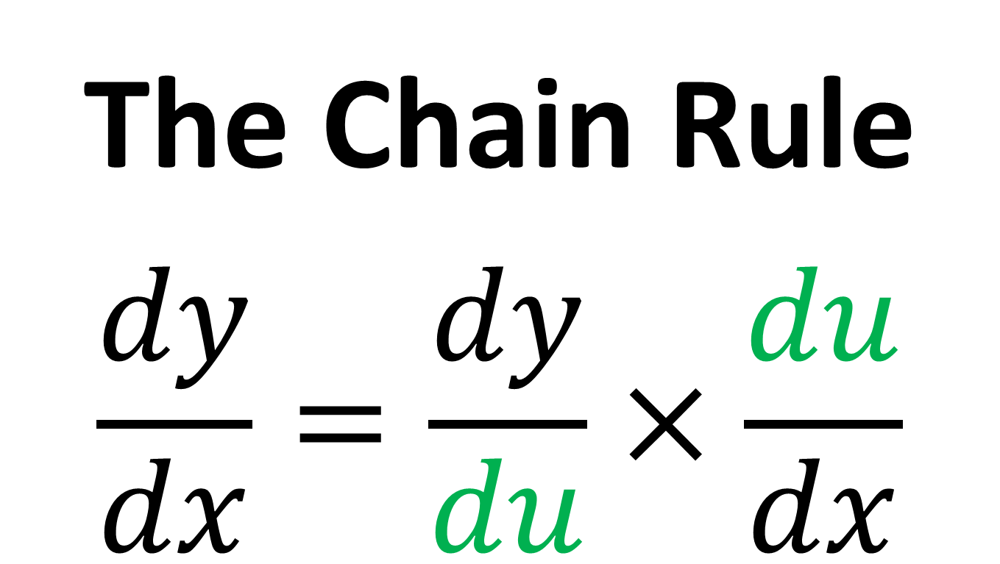 The Chain Rule
dy/dx = dy/du × du/dx